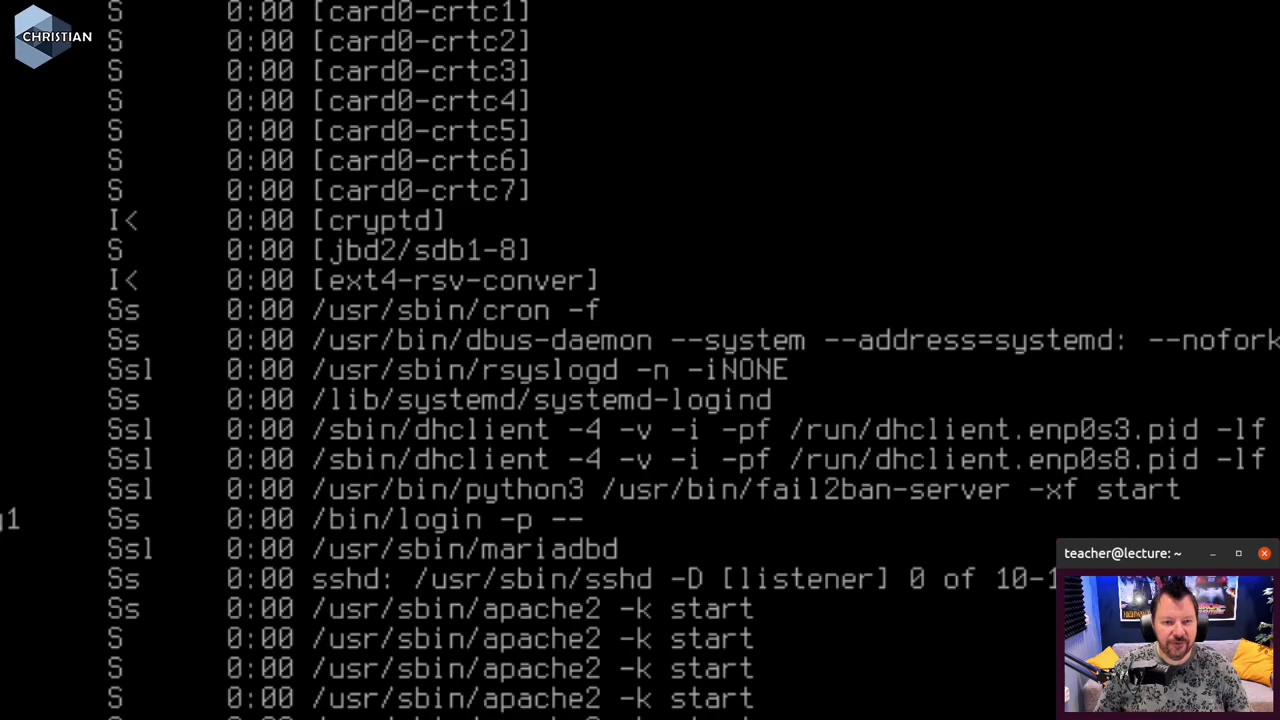 CHRISTIAN
S 0:00 [card0-crtc1]
S 0:00 [card0-crtc2]
S 0:00 [card0-crtc3]
S 0:00 [card0-crtc4]
S 0:00 [card0-crtc5]
S 0:00 [card0-crtc6]
S 0:00 [card0-crtc7]
I< 0:00 [cryptd]
S 0:00 [jbd2/sdb1-8]
I< 0:00 [ext4-rsv-conver]
Ss 0:00 /usr/sbin/cron -f
Ss 0:00 /usr/bin/dbus-daemon --system --address=systemd: --nofork
Ssl 0:00 /usr/sbin/rsyslogd -n -iNONE
Ss 0:00 /lib/systemd/systemd-logind
Ssl 0:00 /sbin/dhclient -4 -v -i -pf /run/dhclient.enp0s3.pid -lf
Ssl 0:00 /sbin/dhclient -4 -v -i -pf /run/dhclient.enp0s8.pid -lf
Ssl 0:00 /usr/bin/python3 /usr/bin/fail2ban-server -xf start
y1 Ss 0:00 /bin/login -p --
Ssl 0:00 /usr/sbin/mariadbd
Ss 0:00 sshd: /usr/sbin/sshd -D [listener] 0 of 10-1
Ss 0:00 /usr/sbin/apache2 -k start
S 0:00 /usr/sbin/apache2 -k start
S 0:00 /usr/sbin/apache2 -k start
S 0:00 /usr/sbin/apache2 -k start
teacher@lecture: ~